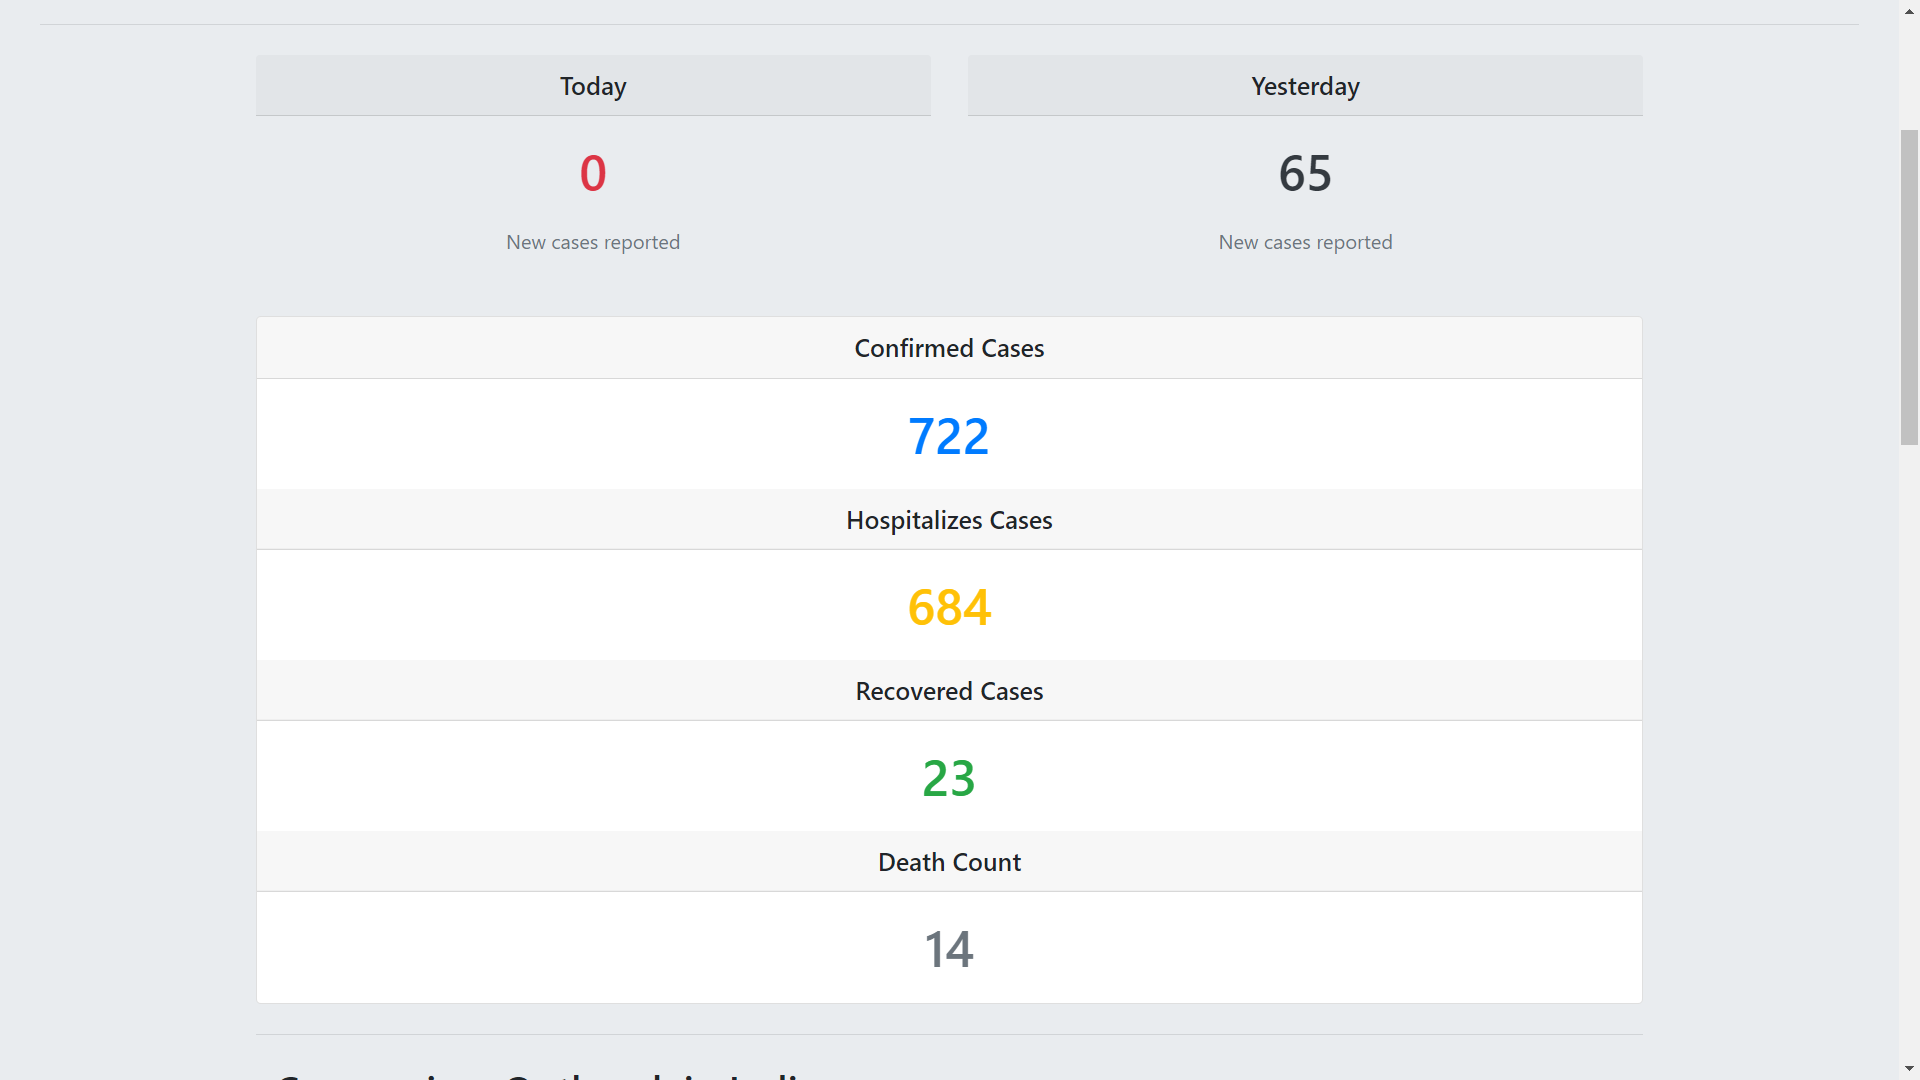 Today
Yesterday
0
65
New cases reported
New cases reported
Confirmed Cases
722
Hospitalizes Cases
684
Recovered Cases
23
Death Count
14